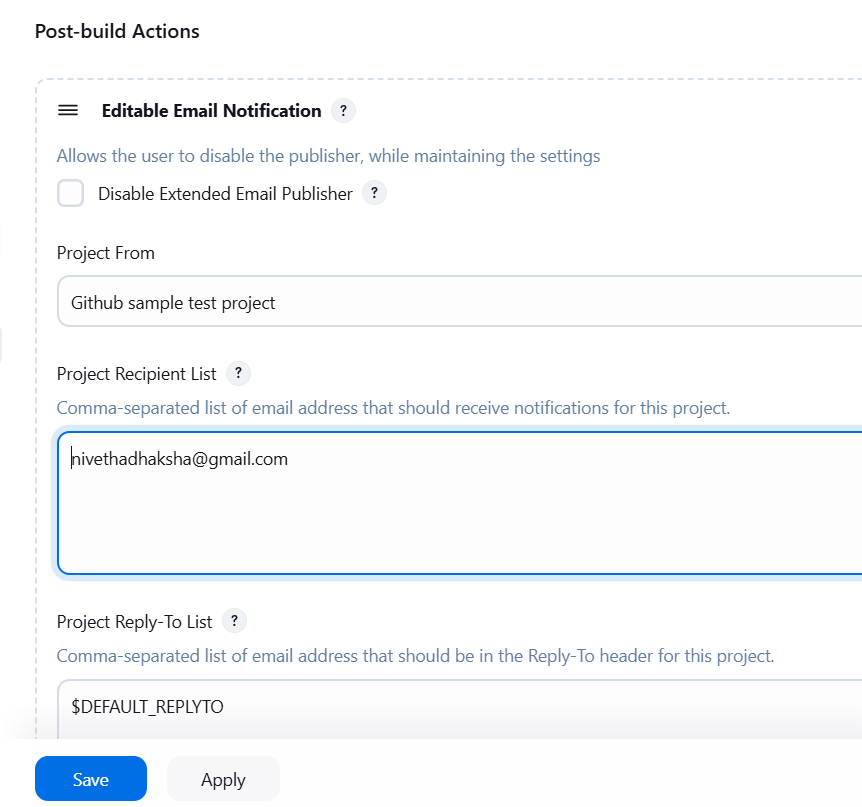 Post-build Actions
Editable Email Notification ?
Allows the user to disable the publisher, while maintaining the settings
Disable Extended Email Publisher ?
Project From
Github sample test project
Project Recipient List ?
Comma-separated list of email address that should receive notifications for this project.
nivethadhaksha@gmail.com
Project Reply-To List ?
Comma-separated list of email address that should be in the Reply-To header for this project.
$DEFAULT_REPLYTO
Save Apply